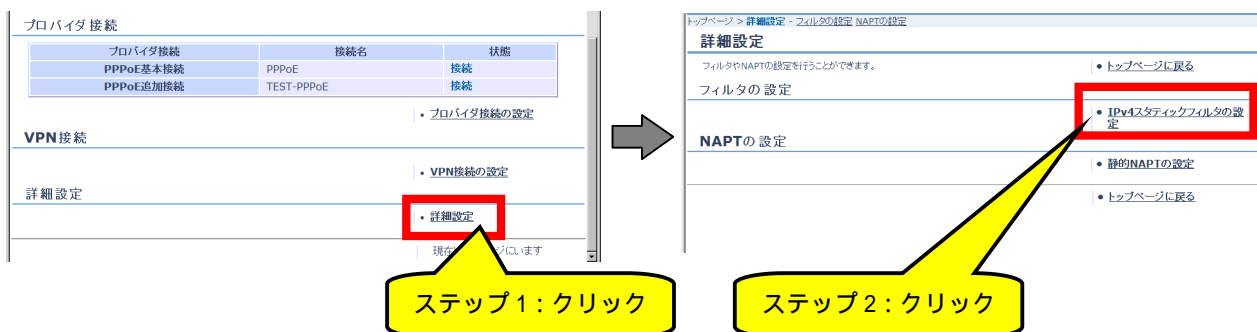 プロバイダ接続
プロバイダ接続 接続名 状態
PPPoE基本接続 PPPoE 接続
PPPoE追加接続 TEST-PPPoE 接続
・プロバイダ接続の設定
VPN接続
・VPN接続の設定
詳細設定
・詳細設定
現在 ジにいます
ステップ1：クリック
トップページ > 詳細設定 - フィルタの設定 NAPTの設定
詳細設定
フィルタやNAPTの設定を行うことができます。
• トップページに戻る
フィルタの設定
• IPv4スタティックフィルタの設
定
NAPTの設定
• 静的NAPTの設定
• トップページに戻る
ステップ2：クリック